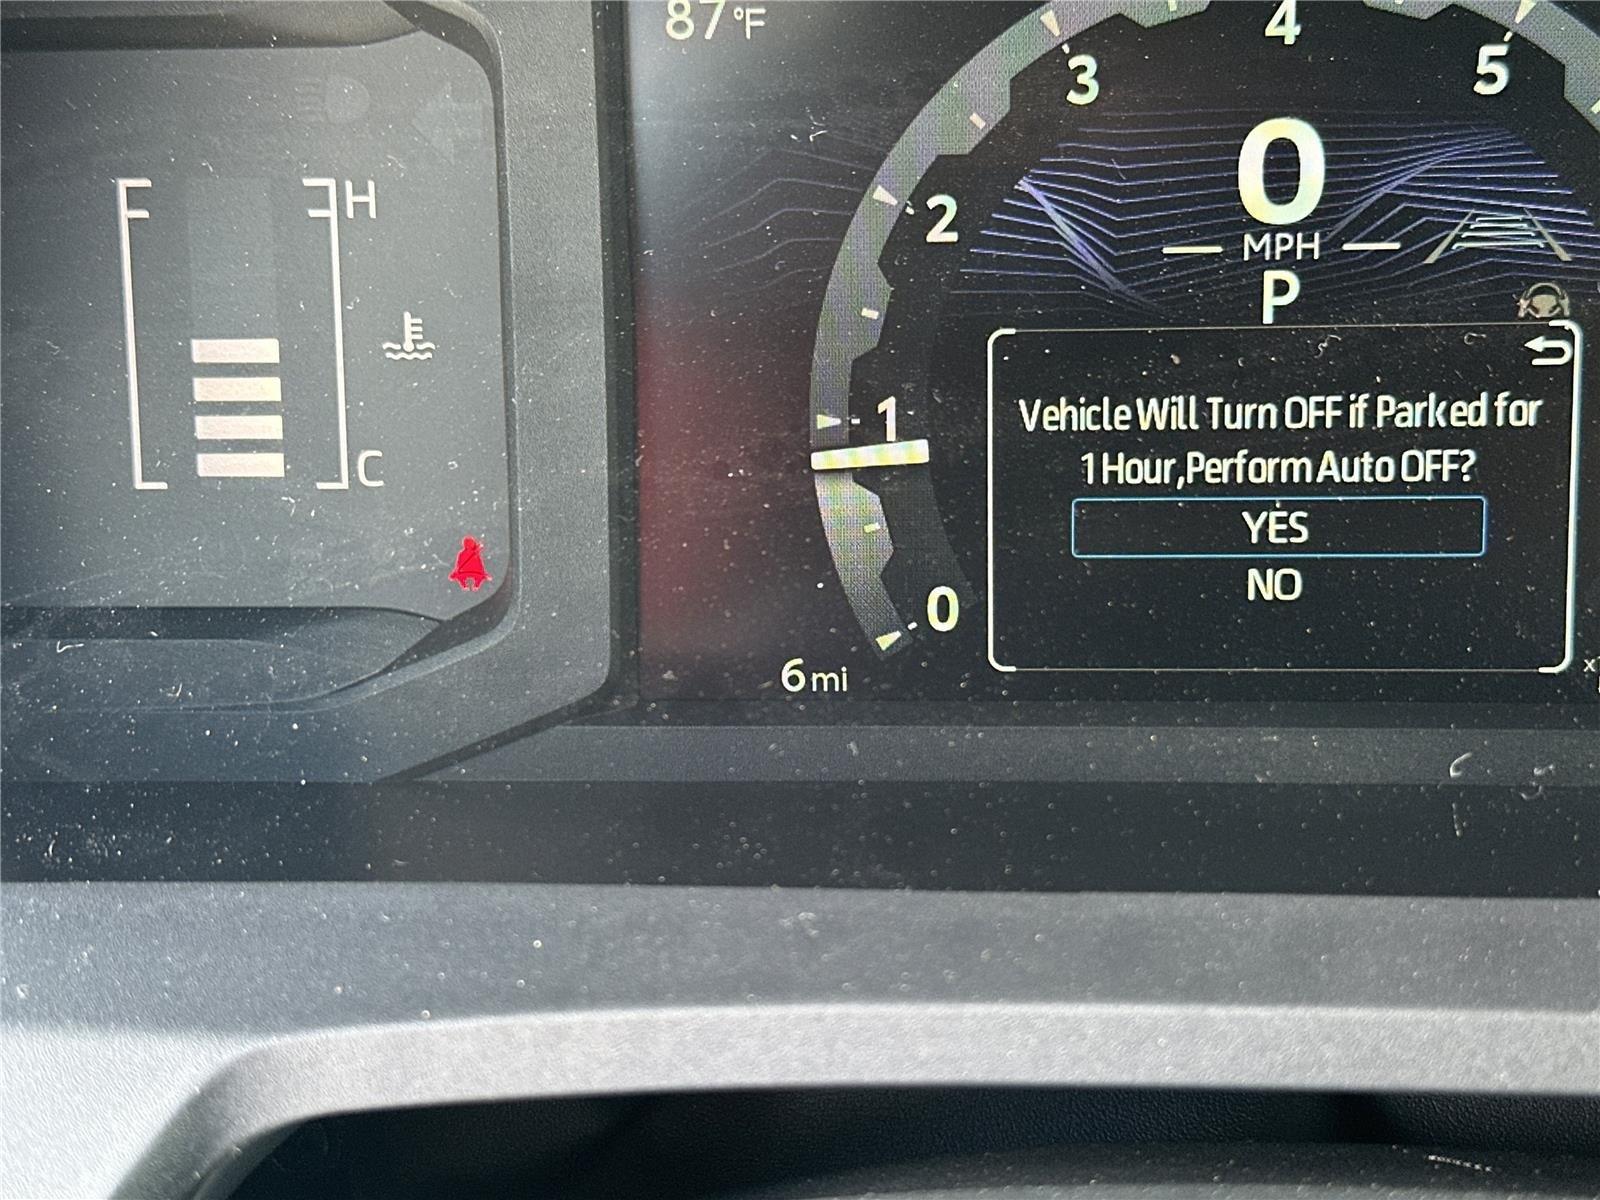 87°F
4
3
5
0
2
H
MPH
P
Vehicle Will Turn OFF if Parked for
1 Hour,Perform Auto OFF?
1
C
YES
NO
0
6 mi